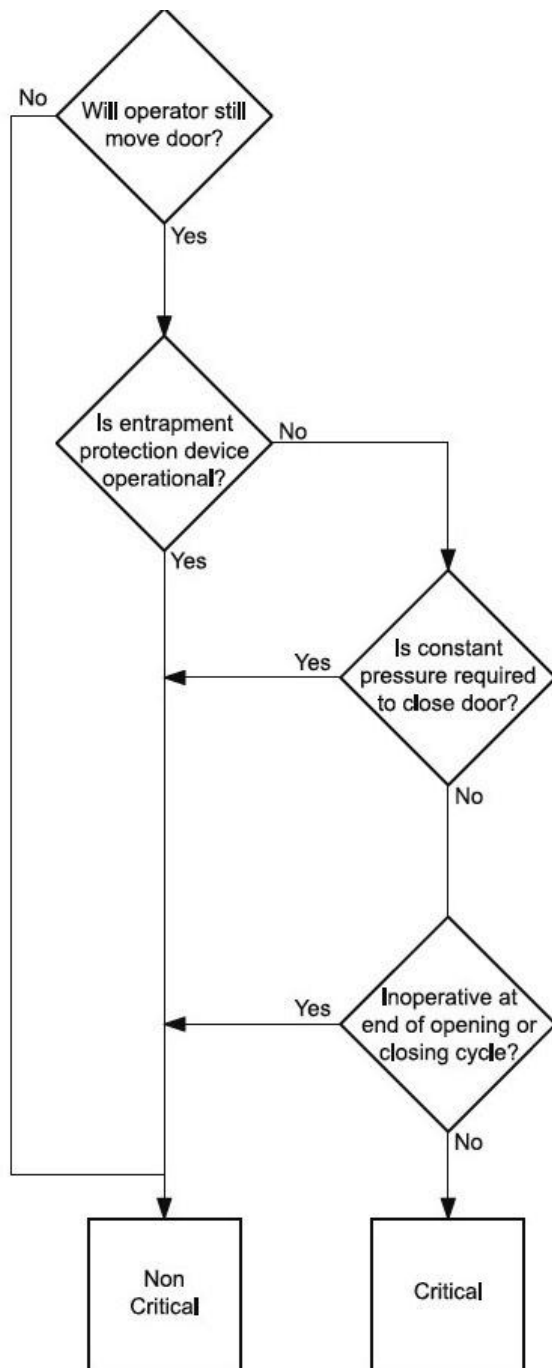 No
Will operator still
move door?
Yes
Is entrapment
protection device
operational?
No
Yes
Is constant
pressure required
to close door?
Yes
No
Inoperative at
end of opening or
closing cycle?
Yes
No
Non
Critical
Critical